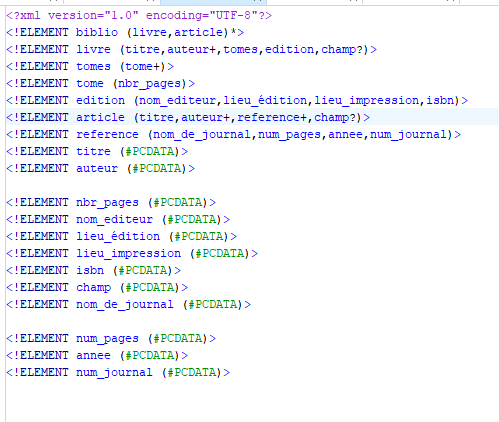 <?xml version="1.0" encoding="UTF-8"?>
<!ELEMENT biblio (livre,article)*>
<!ELEMENT livre (titre,auteur+,tomes,edition,champ?)>
<!ELEMENT tomes (tome+)>
<!ELEMENT tome (nbr_pages)>
<!ELEMENT edition (nom_editeur,lieu_édition,lieu_impression,isbn)>
<!ELEMENT article (titre,auteur+,reference+,champ?)>
<!ELEMENT reference (nom_de_journal,num_pages,annee,num_journal)>
<!ELEMENT titre (#PCDATA)>
<!ELEMENT auteur (#PCDATA)>
<!ELEMENT nbr_pages (#PCDATA)>
<!ELEMENT nom_editeur (#PCDATA)>
<!ELEMENT lieu_édition (#PCDATA)>
<!ELEMENT lieu_impression (#PCDATA)>
<!ELEMENT isbn (#PCDATA)>
<!ELEMENT champ (#PCDATA)>
<!ELEMENT nom_de_journal (#PCDATA)>
<!ELEMENT num_pages (#PCDATA)>
<!ELEMENT annee (#PCDATA)>
<!ELEMENT num_journal (#PCDATA)>